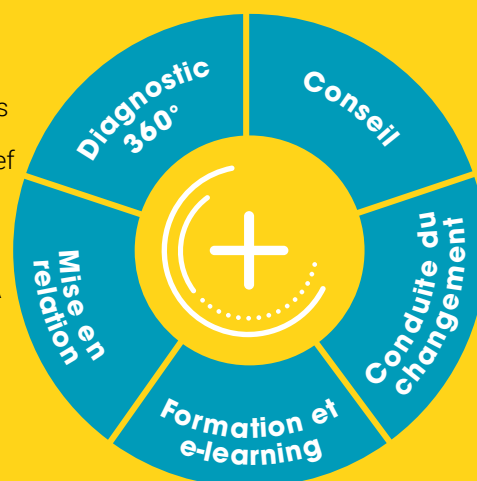 Diagnostic
360°
Conseil
Conduite du
changement
Formation et
e-learning
Mise en
relation